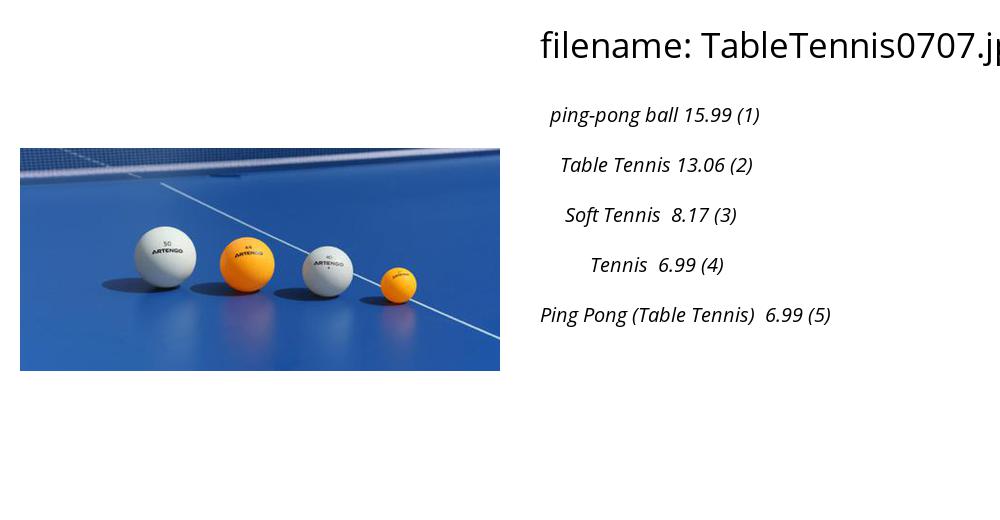 filename: TableTennis0707.jp
ping-pong ball 15.99 (1)
Table Tennis 13.06 (2)
Soft Tennis 8.17 (3)
Tennis 6.99 (4)
Ping Pong (Table Tennis) 6.99 (5)
50
ARTENGO
44
ARTENGO
40
ARTENGO
ARTENGO